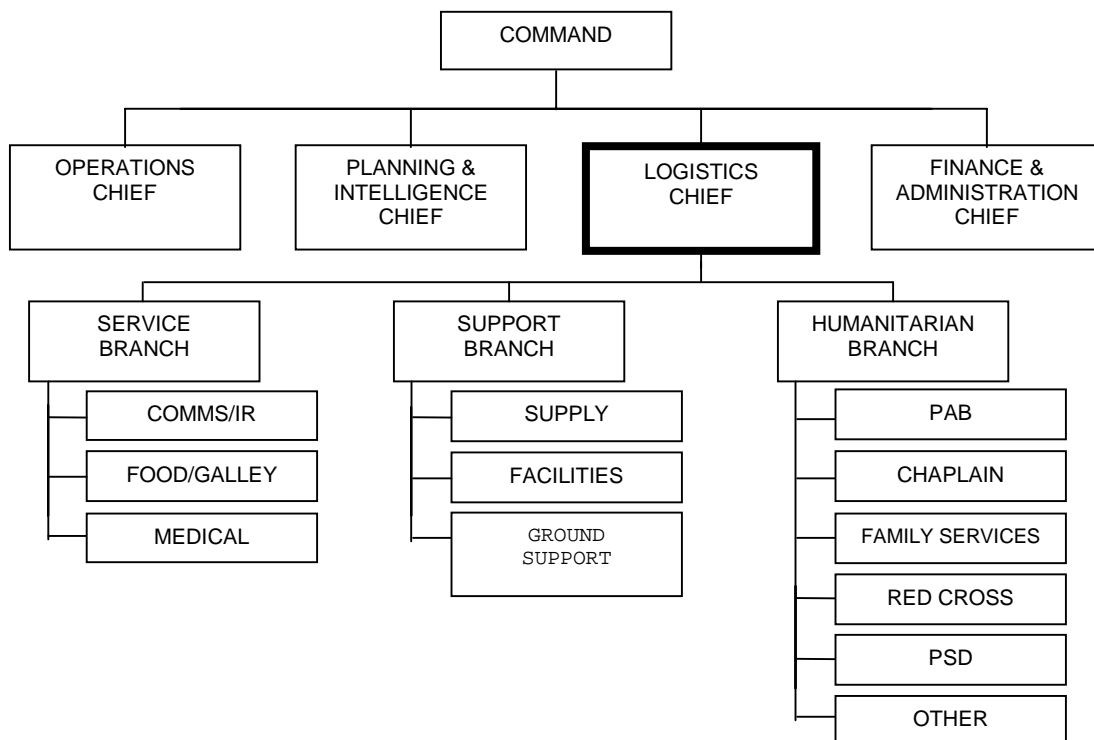 COMMAND
OPERATIONS
CHIEF
PLANNING &
INTELLIGENCE
CHIEF
LOGISTICS
CHIEF
FINANCE &
ADMINISTRATION
CHIEF
SERVICE
BRANCH
COMMS/IR
FOOD/GALLEY
MEDICAL
SUPPORT
BRANCH
SUPPLY
FACILITIES
GROUND
SUPPORT
HUMANITARIAN
BRANCH
PAB
CHAPLAIN
FAMILY SERVICES
RED CROSS
PSD
OTHER